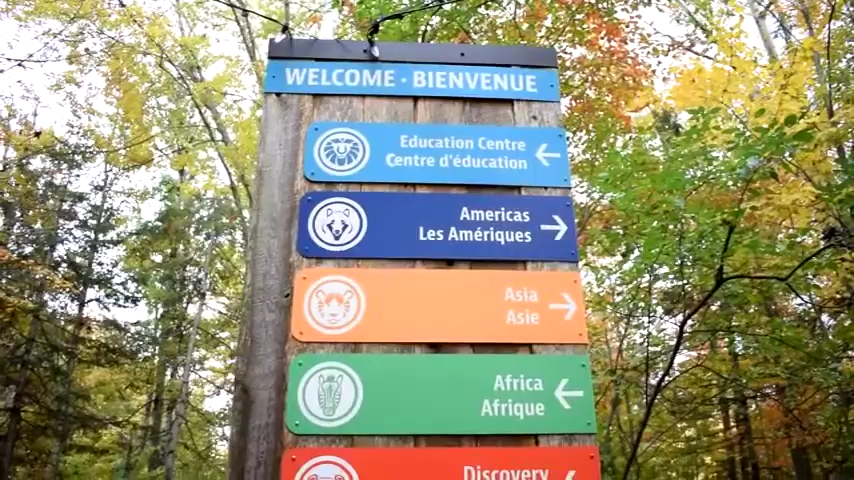 WELCOME · BIENVENUE
Education Centre
Centre d'éducation
Americas
Les Amériques
Asia
Asie
Africa
Afrique
Discovery